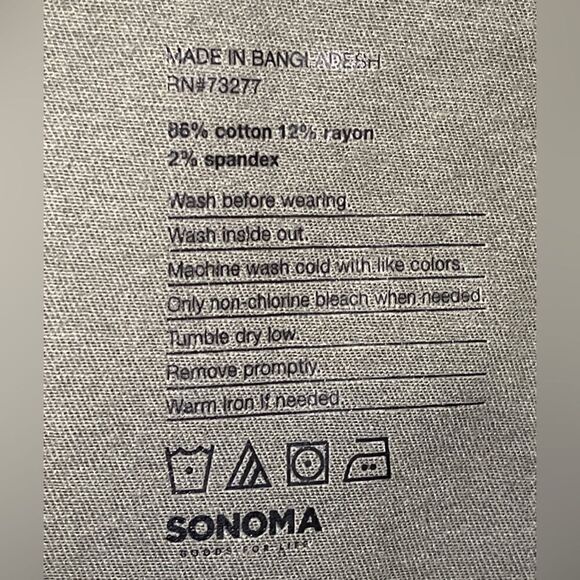 MADE IN BANGLADESH
RN#73277
86% cotton 12% rayon
2% spandex
Wash before wearing.
Wash inside out.
Machine wash cold with like colors.
Only non-chlorine bleach when needed.
Tumble dry low.
Remove promptly.
Warm iron if needed.
SONOMA
GOODS FOR LIFE